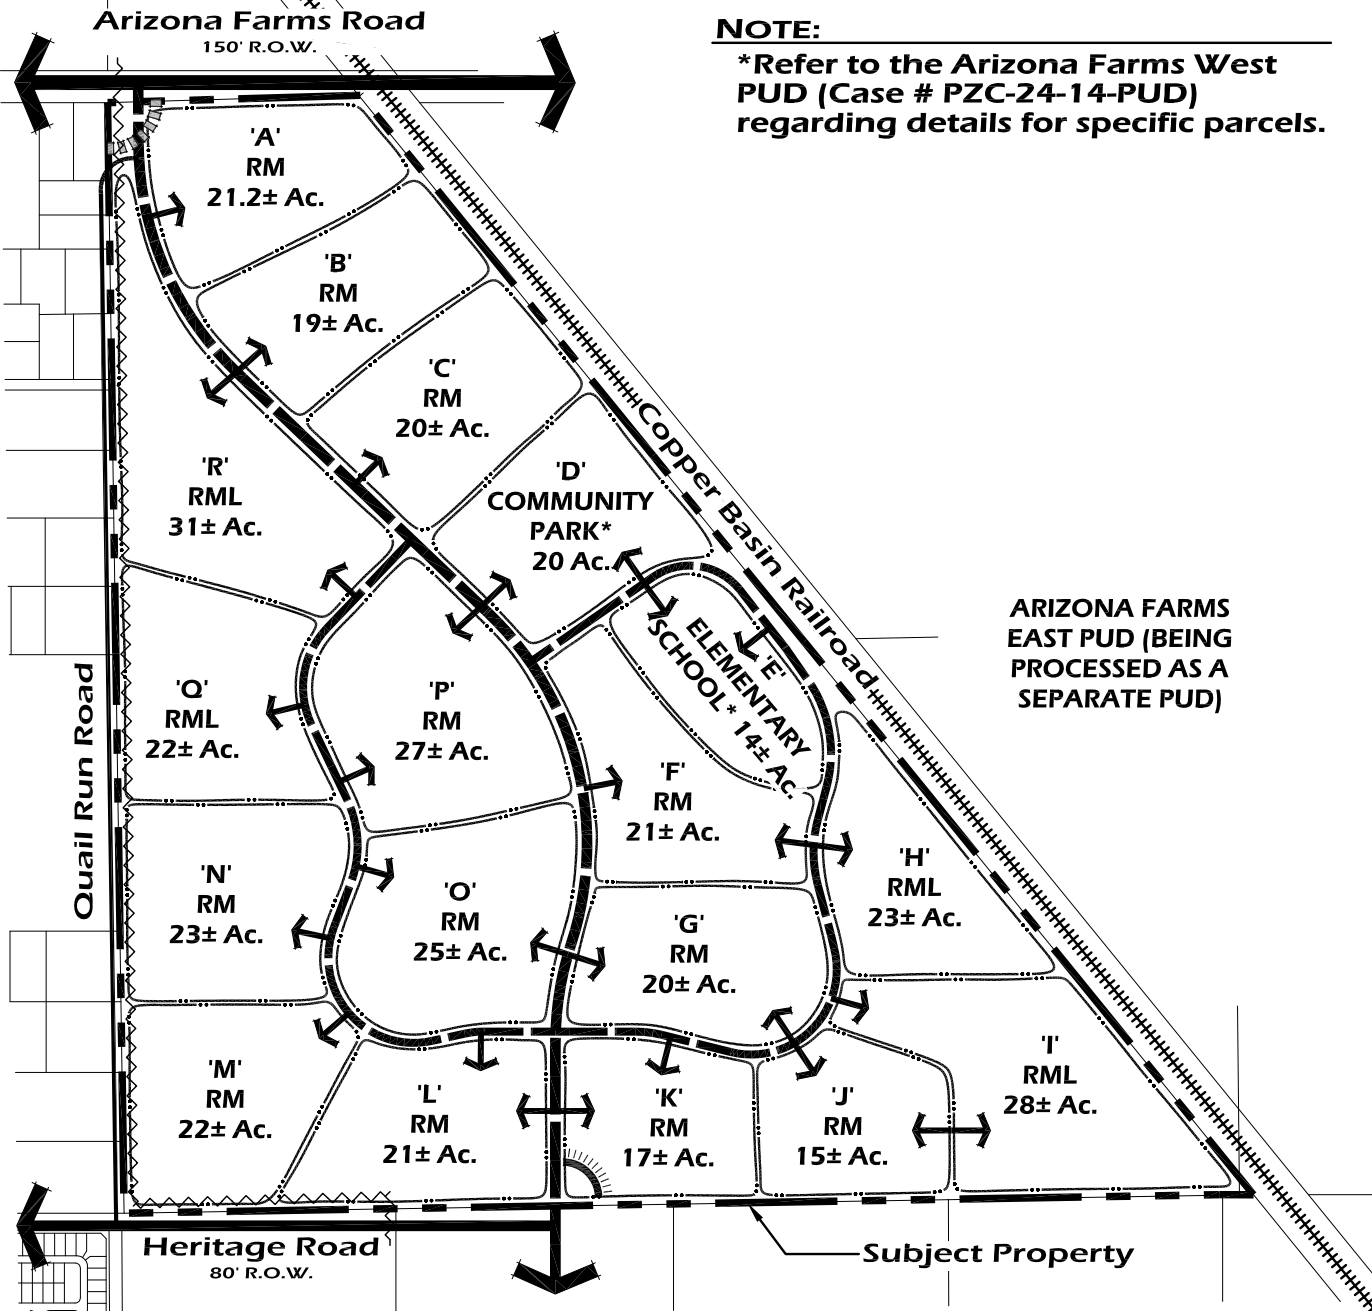 Arizona Farms Road
150' R.O.W.
NOTE:
*Refer to the Arizona Farms West
PUD (Case # PZC-24-14-PUD)
regarding details for specific parcels.
'A'
RM
21.2± Ac.
'B'
RM
19± Ac.
'C'
RM
20± Ac.
'R'
RML
31± Ac.
'D'
COMMUNITY
PARK*
20 Ac.
Copper Basin Railroad
'E'
ELEMENTARY
SCHOOL* 14± Ac.
ARIZONA FARMS
EAST PUD (BEING
PROCESSED AS A
SEPARATE PUD)
Quail Run Road
'Q'
RML
22± Ac.
'P'
RM
27± Ac.
'F'
RM
21± Ac.
'H'
RML
23± Ac.
'N'
RM
23± Ac.
'O'
RM
25± Ac.
'G'
RM
20± Ac.
'M'
RM
22± Ac.
'L'
RM
21± Ac.
'K'
RM
17± Ac.
'J'
RM
15± Ac.
'I'
RML
28± Ac.
Heritage Road
80' R.O.W.
Subject Property